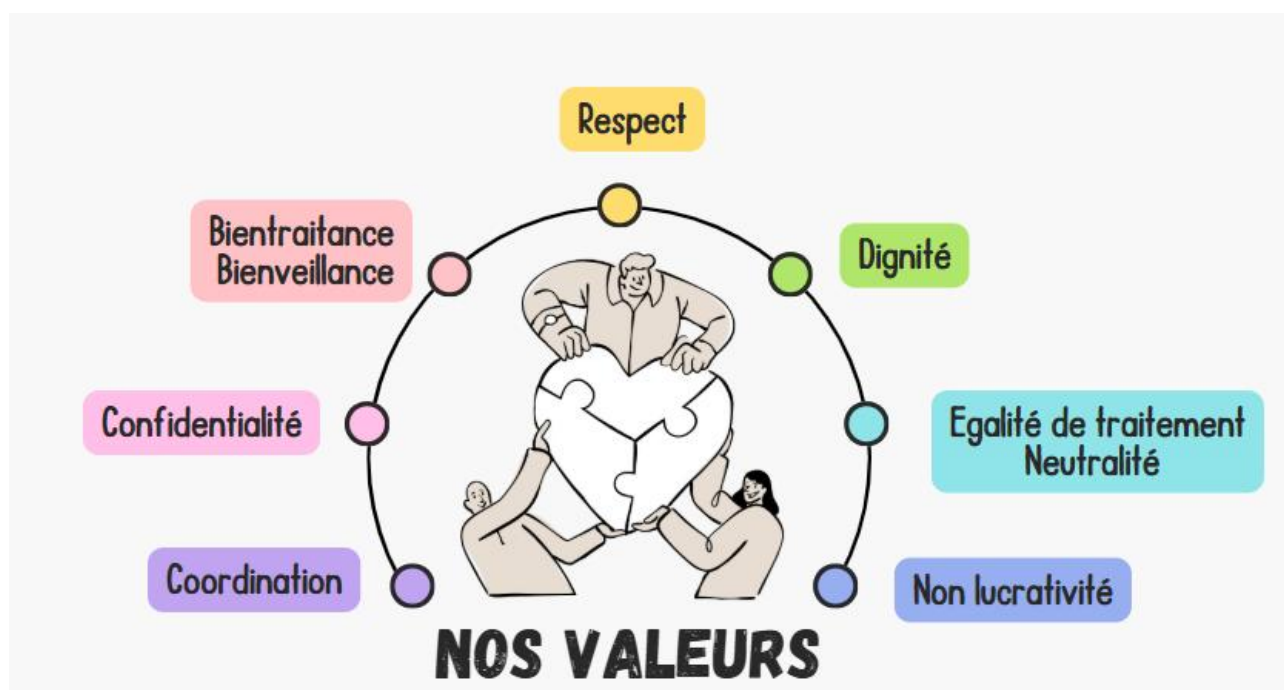 Respect
Bientraitance
Bienveillance
Dignité
Confidentialité
Egalité de traitement
Neutralité
Coordination
Non lucrativité
NOS VALEURS